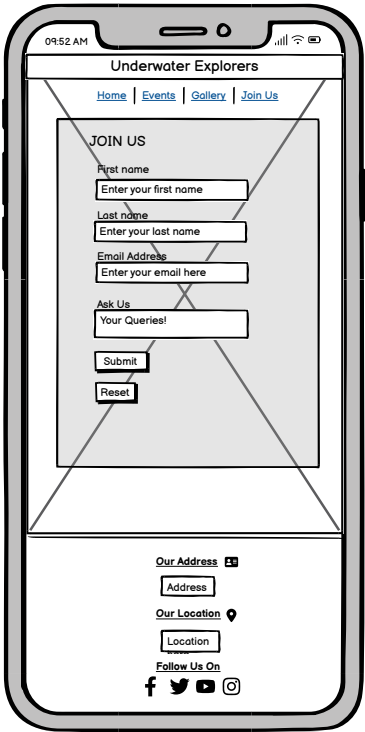 09:52 AM
Underwater Explorers
Home Events Gallery Join Us
JOIN US
First name
Enter your first name
Last name
Enter your last name
Email Address
Enter your email here
Ask Us
Your Queries!
Submit
Reset
Our Address
Address
Our Location
Location
Follow Us On